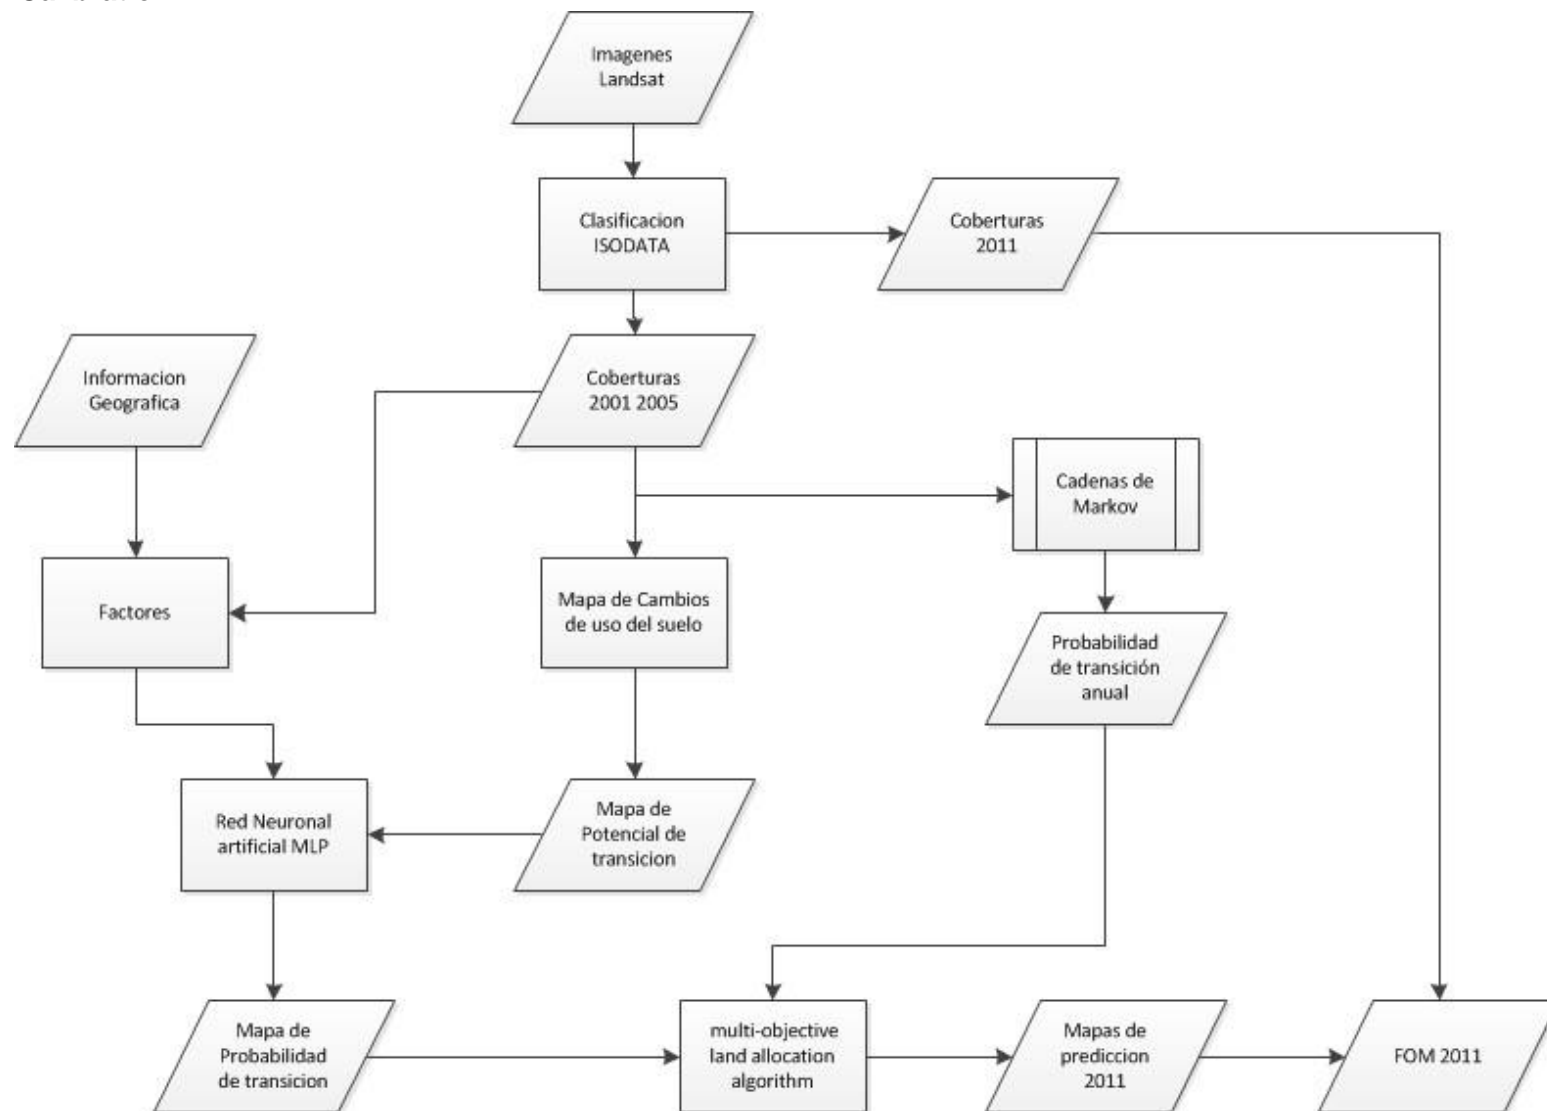 Imagenes
Landsat
Clasificacion
ISODATA
Coberturas
2011
Informacion
Geografica
Coberturas
2001 2005
Cadenas de
Markov
Factores
Mapa de Cambios
de uso del suelo
Probabilidad
de transición
anual
Red Neuronal
artificial MLP
Mapa de
Potencial de
transicion
Mapa de
Probabilidad
de transicion
multi-objective
land allocation
algorithm
Mapas de
prediccion
2011
FOM 2011